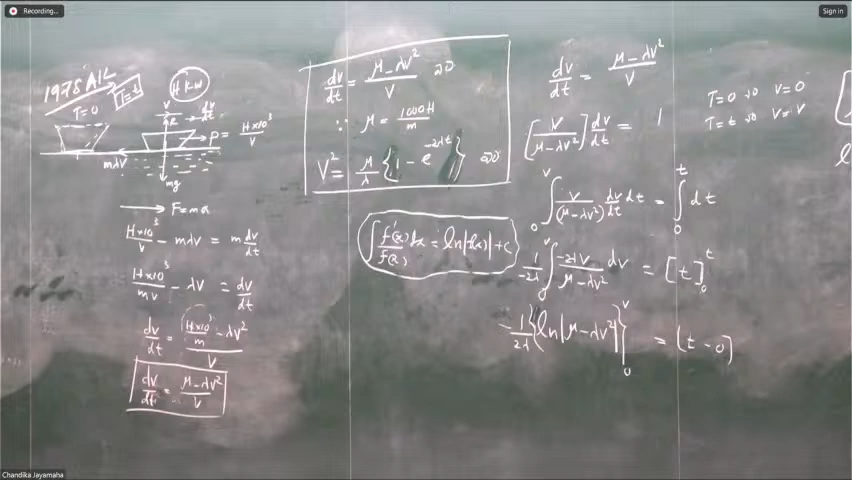 Recording...
Sign in
1975 A/L
T=0
T=t
H kw
V
R
dv/dt
P = H×10³/V
mλv
mg
→ F=ma
H×10³/V - mλv = m dv/dt
H×10³/mv - λv = dv/dt
dv/dt = (H×10³/m - λv²)/V
dv/dt = (μ-λv²)/V
dv/dt = (μ-λv²)/V
∵ μ = 1000H/m
V² = μ/λ {1 - e^(-2λt)}
∫ f'(x)/f(x) dx = ln|f(x)|+c
dv/dt = (μ-λv²)/V
[V/(μ-λv²)] dv/dt = 1
∫₀^v V/(μ-λv²) dv/dt dt = ∫₀^t dt
1/-2λ ∫₀^v -2λV/(μ-λv²) dv = [t]₀^t
-1/2λ {ln|μ-λv²|}₀^v = [t-0]
T=0 V=0
T=t V=V
Chandika Jayamaha